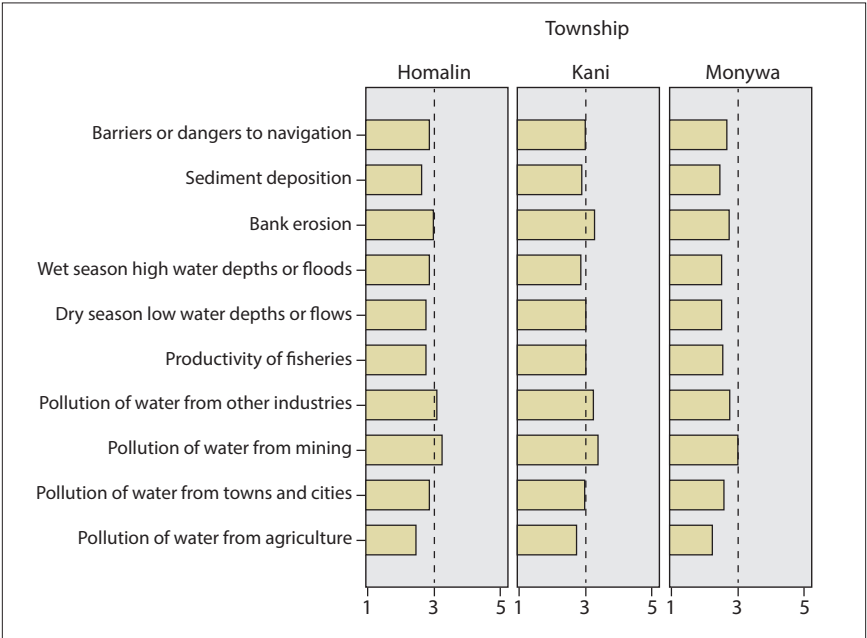 Township
Homalin Kani Monywa
Barriers or dangers to navigation
Sediment deposition
Bank erosion
Wet season high water depths or floods
Dry season low water depths or flows
Productivity of fisheries
Pollution of water from other industries
Pollution of water from mining
Pollution of water from towns and cities
Pollution of water from agriculture
1 3 5 1 3 5 1 3 5